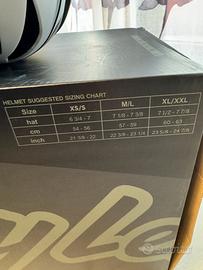 HELMET SUGGESTED SIZING CHART
Size XS/S M/L XL/XXL
hat 6 3/4 - 7 7 1/8 - 7 3/8 7 1/2 - 7 7/8
cm 54 - 56 57 - 59 60 - 63
inch 21 3/8 - 22 22 3/8 - 23 1/4 23 5/8 - 24 7/8